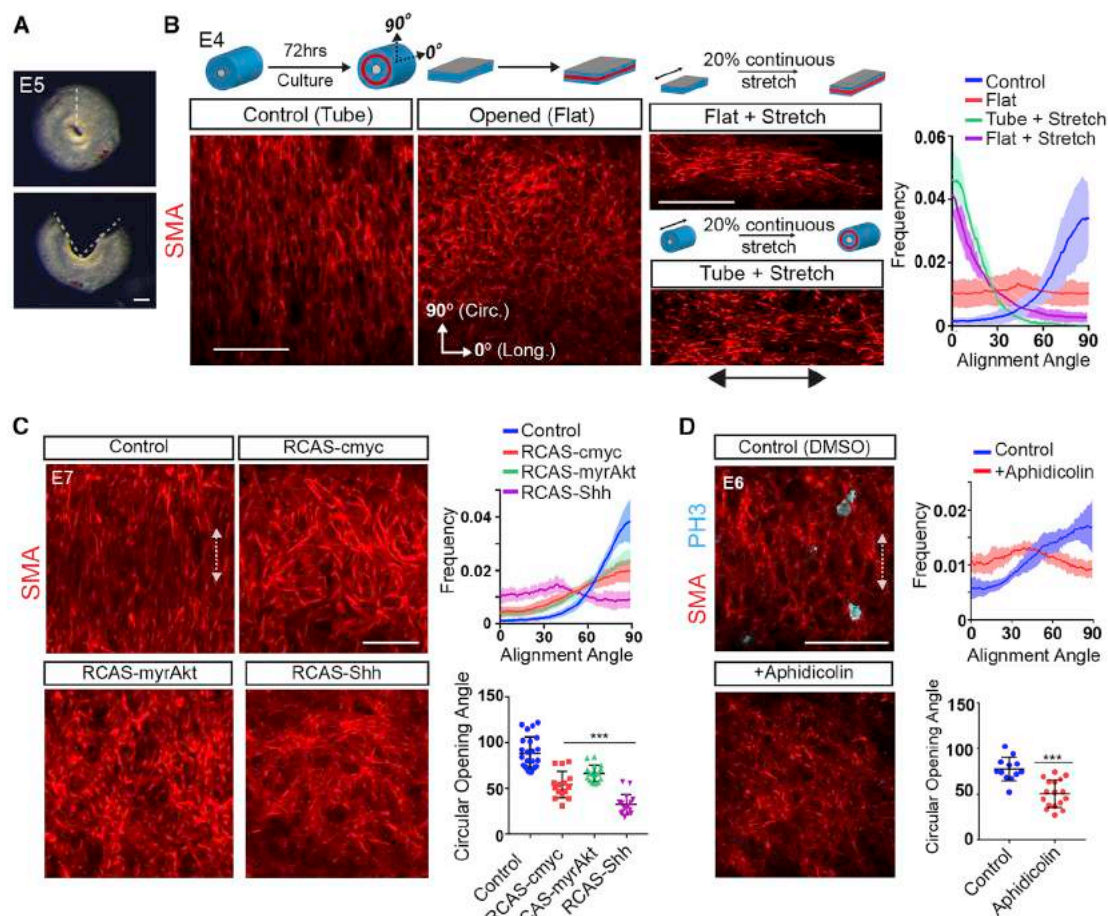 A
E5
B
E4
72hrs
Culture
90°
0°
20% continuous
stretch
Control (Tube)
Opened (Flat)
Flat + Stretch
SMA
20% continuous
stretch
Tube + Stretch
90° (Circ.)
0° (Long.)
Control
Flat
Tube + Stretch
Flat + Stretch
0.06
0.04
0.02
0
Frequency
0 30 60 90
Alignment Angle
C
Control
RCAS-cmyc
E7
SMA
RCAS-myrAkt
RCAS-Shh
Control
RCAS-cmyc
RCAS-myrAkt
RCAS-Shh
0.04
0.02
0
Frequency
0 30 60 90
Alignment Angle
150
100
50
0
Circular Opening Angle
***
Control
RCAS-cmyc
RCAS-myrAkt
RCAS-Shh
D
Control (DMSO)
E6
SMA PH3
+Aphidicolin
Control
+Aphidicolin
0.02
0.01
0
Frequency
0 30 60 90
Alignment Angle
150
100
50
0
Circular Opening Angle
***
Control
Aphidicolin